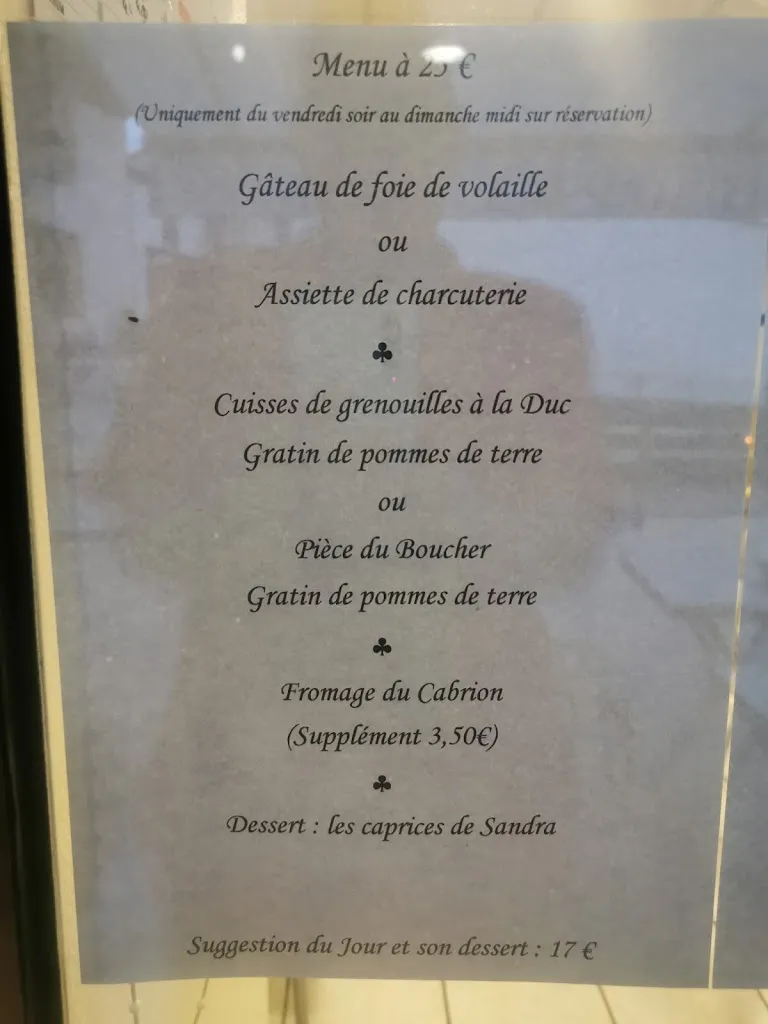 Menu à 25 €
(Uniquement du vendredi soir au dimanche midi sur réservation)
Gâteau de foie de volaille
ou
Assiette de charcuterie
♣
Cuisses de grenouilles à la Duc
Gratin de pommes de terre
ou
Pièce du Boucher
Gratin de pommes de terre
♣
Fromage du Cabrion
(Supplément 3,50€)
♣
Dessert : les caprices de Sandra
Suggestion du Jour et son dessert : 17 €